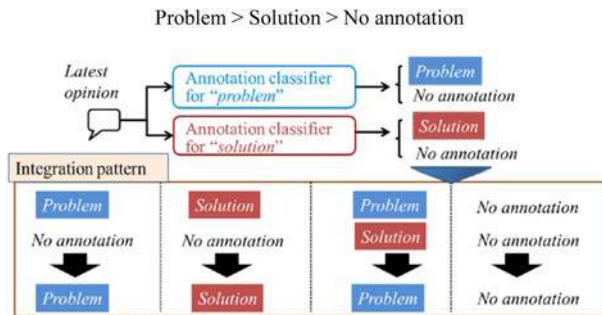 Problem > Solution > No annotation
Latest
opinion
Annotation classifier
for “problem”
Problem
No annotation
Annotation classifier
for “solution”
Solution
No annotation
Integration pattern
Problem
Solution
Problem
No annotation
No annotation
No annotation
Solution
No annotation
Problem
Solution
Problem
No annotation